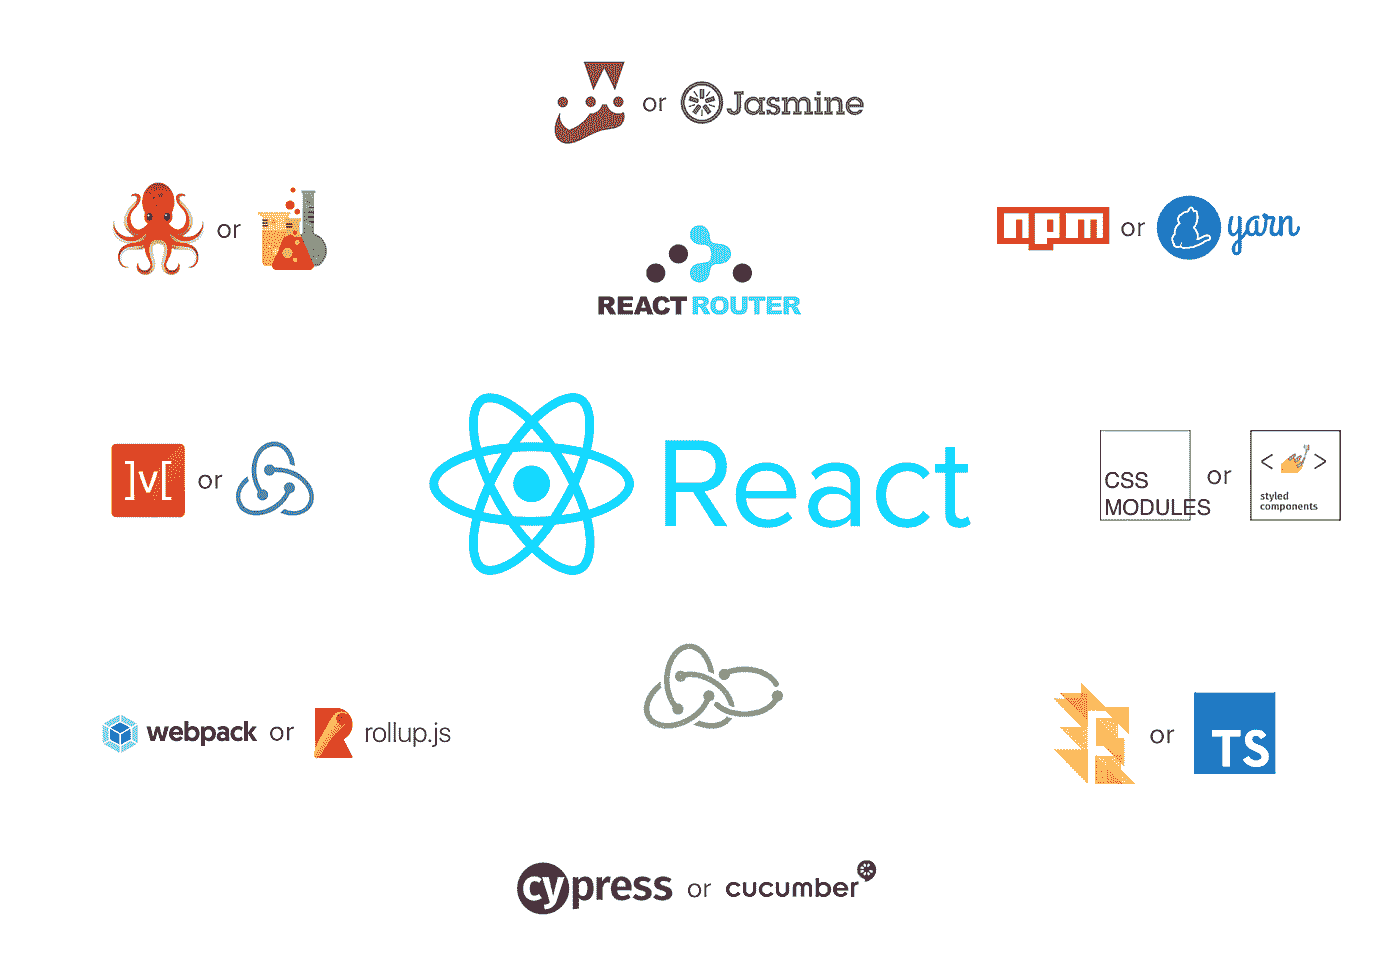 or Jasmine
or
npm or yarn
REACT ROUTER
]v[ or
React
CSS
MODULES
or
< >
styled
components
webpack or rollup.js
F or TS
cypress or cucumber